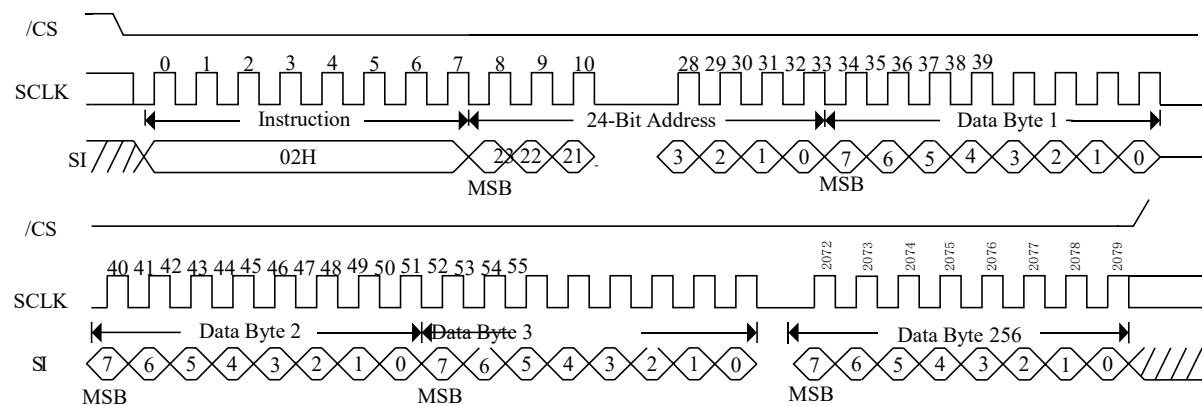 /CS
0 1 2 3 4 5 6 7 8 9 10 28 29 30 31 32 33 34 35 36 37 38 39
SCLK
Instruction 24-Bit Address Data Byte 1
SI 02H 23 22 21 3 2 1 0 7 6 5 4 3 2 1 0
MSB MSB
/CS
40 41 42 43 44 45 46 47 48 49 50 51 52 53 54 55 2072 2073 2074 2075 2076 2077 2078 2079
SCLK
Data Byte 2 Data Byte 3 Data Byte 256
SI 7 6 5 4 3 2 1 0 7 6 5 4 3 2 1 0 7 6 5 4 3 2 1 0
MSB MSB MSB